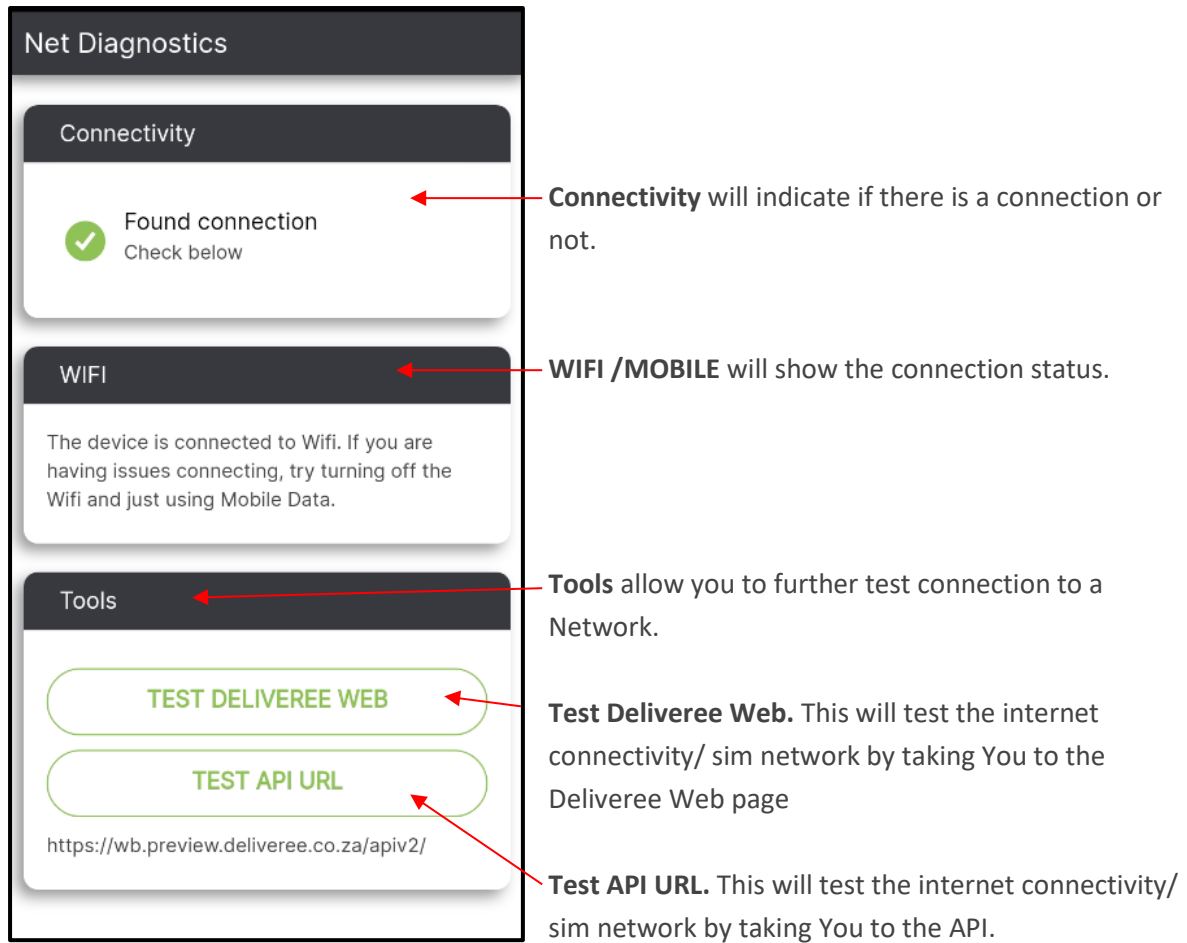 Net Diagnostics
Connectivity
Found connection
Check below
Connectivity will indicate if there is a connection or
not.
WIFI
WIFI /MOBILE will show the connection status.
The device is connected to Wifi. If you are
having issues connecting, try turning off the
Wifi and just using Mobile Data.
Tools
Tools allow you to further test connection to a
Network.
TEST DELIVEREE WEB
Test Deliveree Web. This will test the internet
connectivity/ sim network by taking You to the
Deliveree Web page
TEST API URL
https://wb.preview.deliveree.co.za/apiv2/
Test API URL. This will test the internet connectivity/
sim network by taking You to the API.